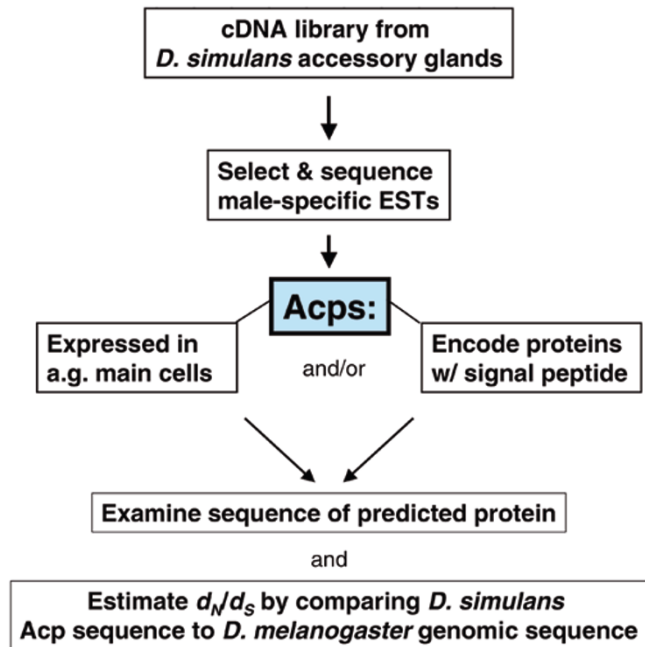 cDNA library from
D. simulans accessory glands
Select & sequence
male-specific ESTs
Acps:
Expressed in
a.g. main cells
and/or
Encode proteins
w/ signal peptide
Examine sequence of predicted protein
and
Estimate dN/dS by comparing D. simulans
Acp sequence to D. melanogaster genomic sequence